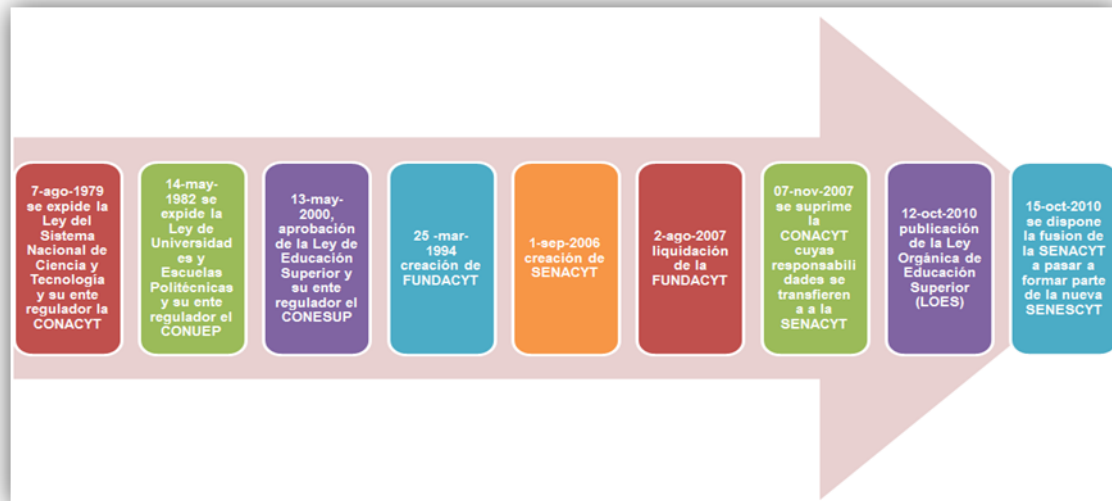 7-ago-1979
se expide la
Ley del
Sistema
Nacional de
Ciencia y
Tecnología
y su ente
regulador la
CONACYT
14-may-
1982 se
expide la
Ley de
Universidad
es y
Escuelas
Politécnicas
y su ente
regulador el
CONUEP
13-may-
2000,
aprobación
de la Ley de
Educación
Superior y
su ente
regulador el
CONESUP
25 -mar-
1994
creación de
FUNDACYT
1-sep-2006
creación de
SENACYT
2-ago-2007
liquidación
de la
FUNDACYT
07-nov-2007
se suprime
la
CONACYT
cuyas
responsabili
dades se
transfieren
a a la
SENACYT
12-oct-2010
publicación
de la Ley
Orgánica de
Educación
Superior
(LOES)
15-oct-2010
se dispone
la fusion de
la SENACYT
a pasar a
formar parte
de la nueva
SENESCYT